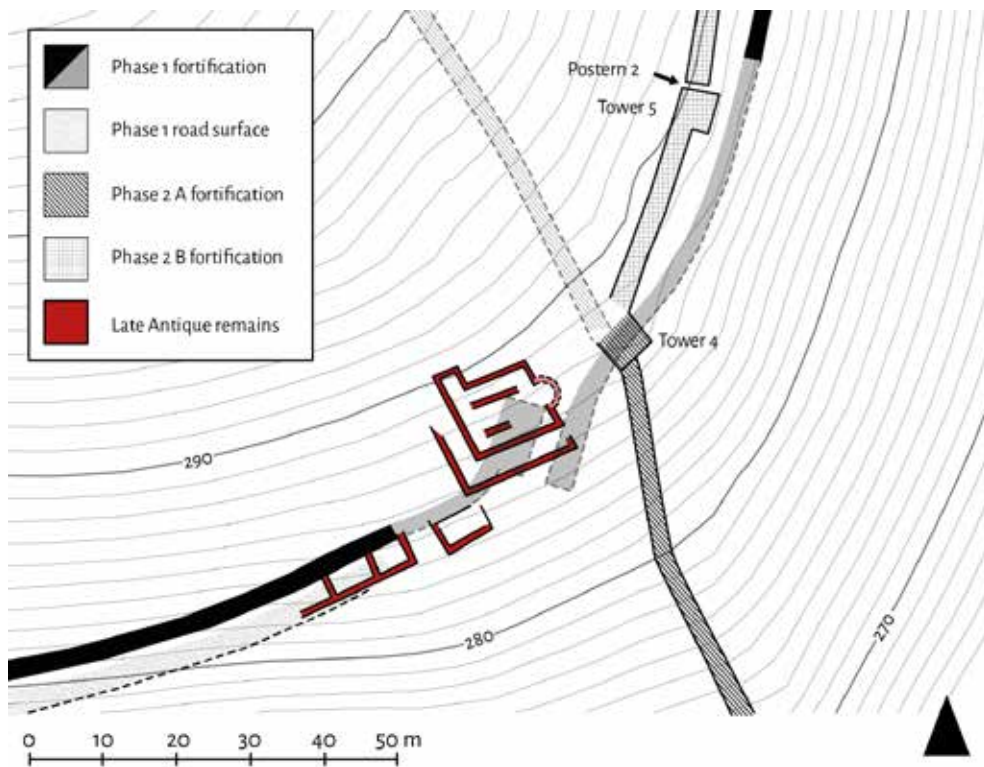 Phase 1 fortification
Phase 1 road surface
Phase 2 A fortification
Phase 2 B fortification
Late Antique remains
Postern 2
Tower 5
Tower 4
290
280
270
0 10 20 30 40 50 m